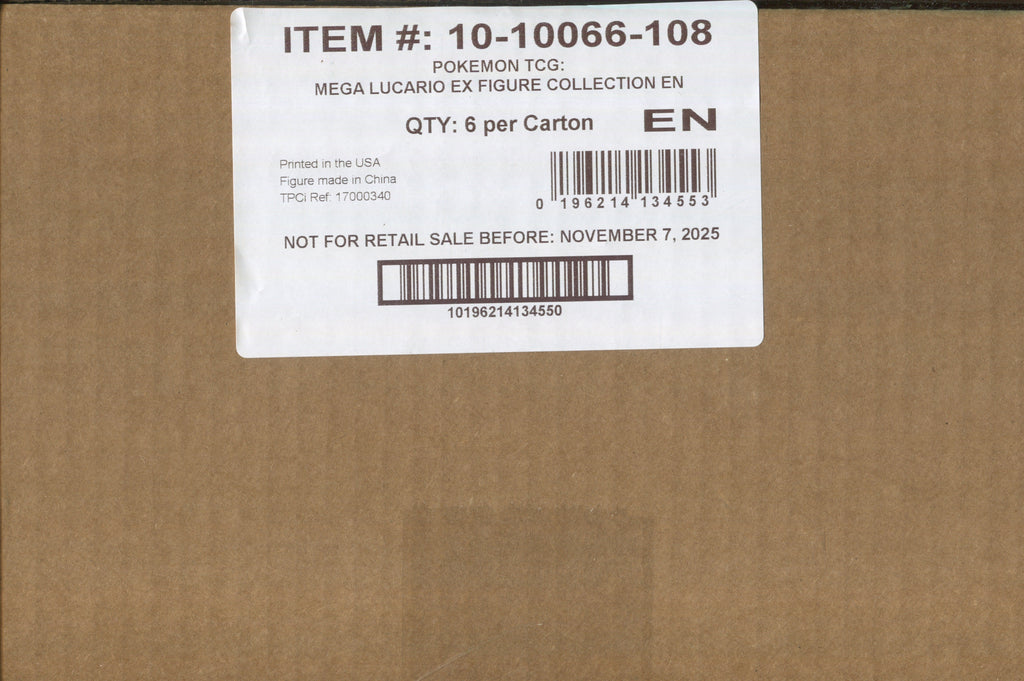 ITEM #: 10-10066-108
POKEMON TCG:
MEGA LUCARIO EX FIGURE COLLECTION EN
QTY: 6 per Carton
EN
Printed in the USA
Figure made in China
TPCi Ref: 17000340
0 196214 134553
NOT FOR RETAIL SALE BEFORE: NOVEMBER 7, 2025
10196214134550